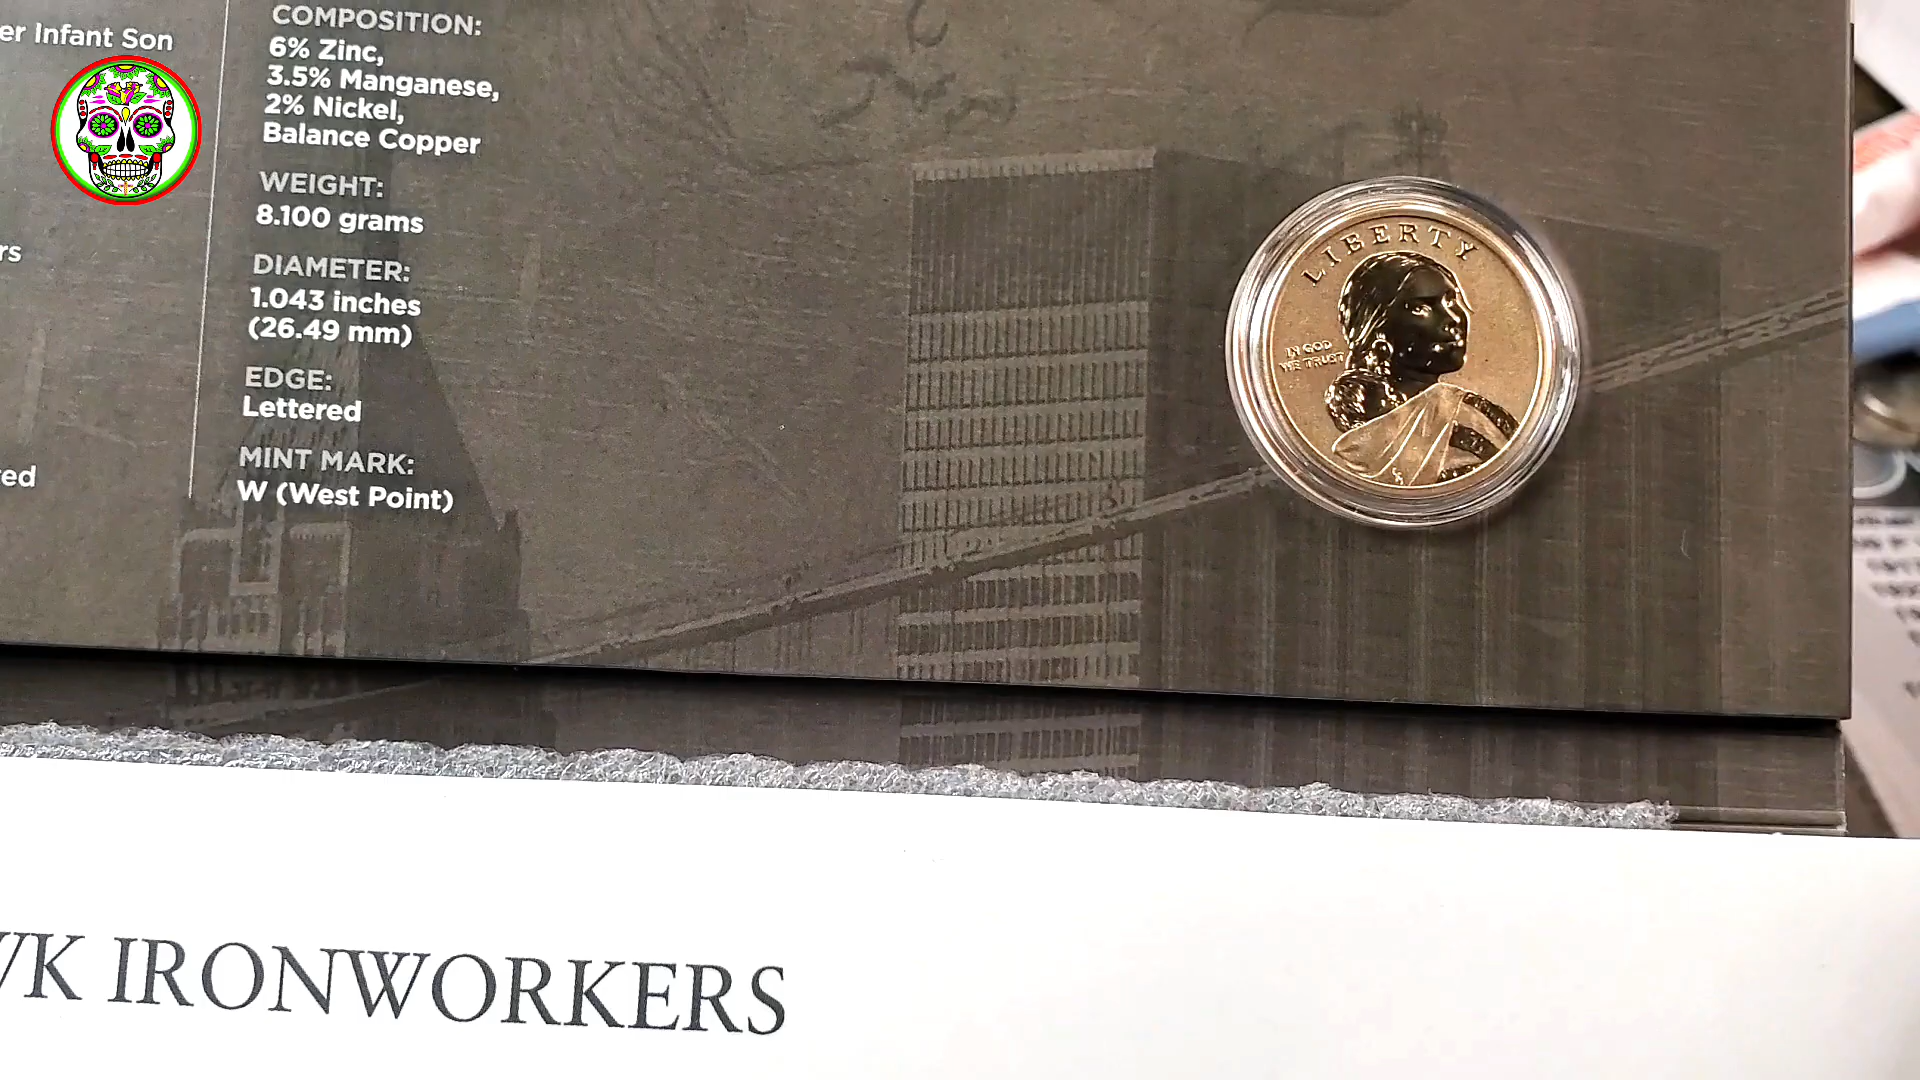 er Infant Son
rs
ed
COMPOSITION:
6% Zinc,
3.5% Manganese,
2% Nickel,
Balance Copper
WEIGHT:
8.100 grams
DIAMETER:
1.043 inches
(26.49 mm)
EDGE:
Lettered
MINT MARK:
W (West Point)
LIBERTY
IN GOD
WE TRUST
WK IRONWORKERS